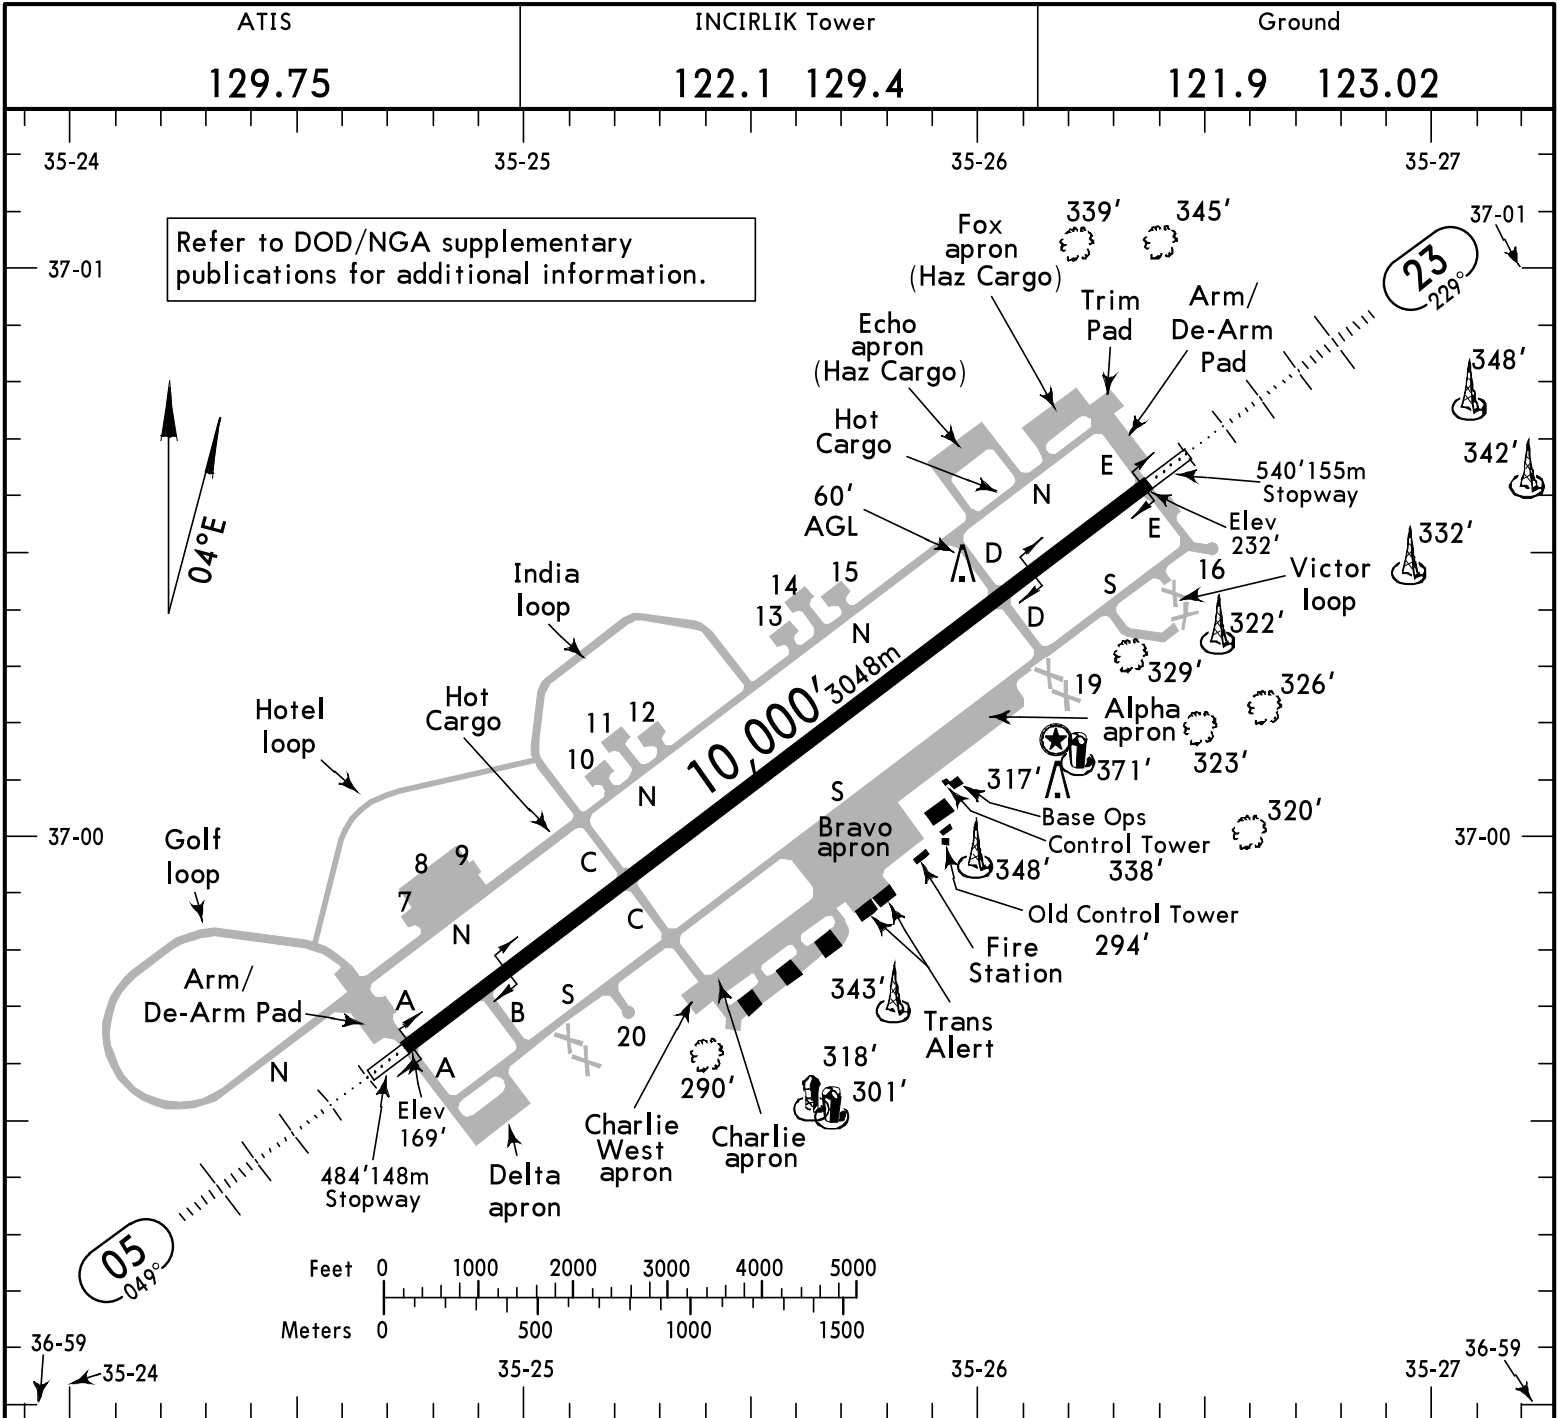 ATIS
INCIRLIK Tower
Ground
129.75
122.1 129.4
121.9 123.02
35-24
35-25
35-26
35-27
37-01
37-01
Refer to DOD/NGA supplementary
publications for additional information.
339'
345'
Fox
apron
(Haz Cargo)
23
229°
Trim
Pad
Arm/
De-Arm
Pad
Echo
apron
(Haz Cargo)
348'
Hot
Cargo
E
N
342'
540'155m
Stopway
60'
AGL
E
Elev
232'
332'
04°E
D
India
loop
14
15
13
N
S
16
Victor
loop
D
322'
329'
3048m
10,000'
19
326'
Hotel
loop
Hot
Cargo
11
12
10
N
Alpha
apron
323'
371'
317'
S
Base Ops
Control Tower
338'
320'
37-00
37-00
Golf
loop
8
9
7
C
Bravo
apron
348'
C
N
Old Control Tower
294'
Fire
Station
Arm/
De-Arm Pad
A
B
S
343'
20
Trans
Alert
N
A
290'
318'
301'
Elev
169'
Charlie
West
apron
Charlie
apron
484'148m
Stopway
Delta
apron
05
049°
Feet 0 1000 2000 3000 4000 5000
Meters 0 500 1000 1500
36-59
35-24
35-25
35-26
35-27
36-59